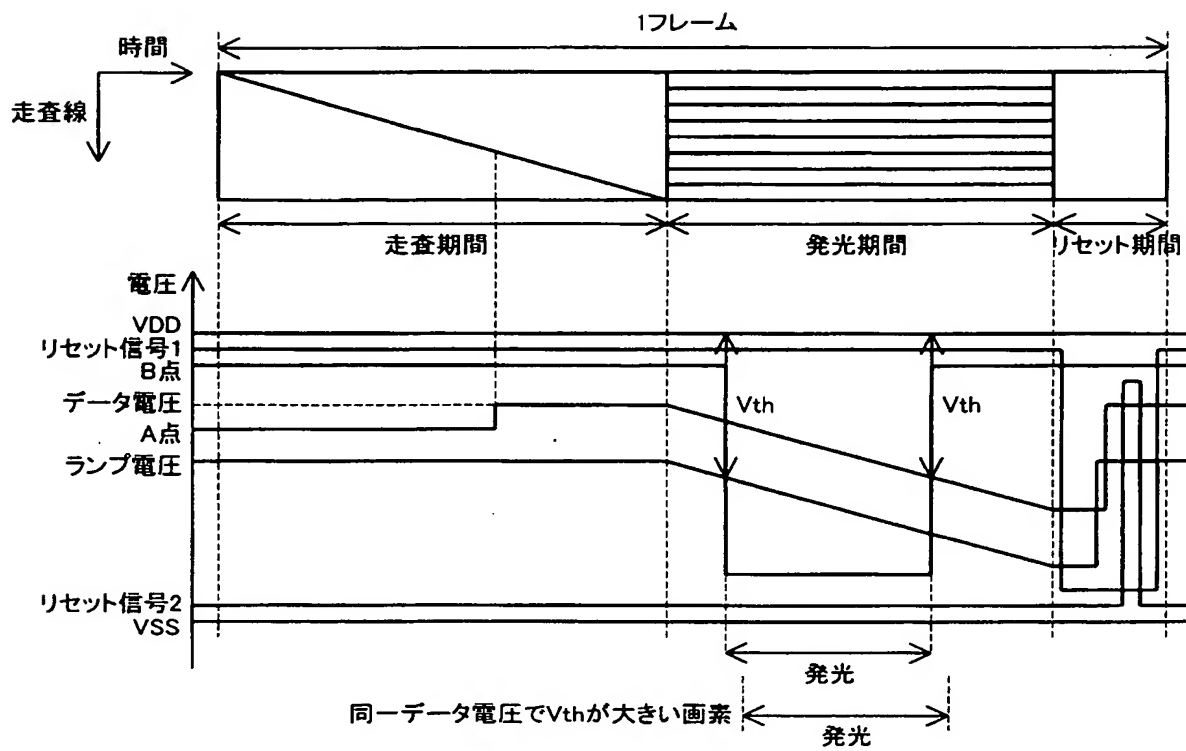 1フレーム
時間
走査線
走査期間
発光期間
リセット期間
電圧
VDD
リセット信号1
B点
データ電圧
Vth
Vth
A点
ランプ電圧
リセット信号2
VSS
発光
同一データ電圧でVthが大きい画素
発光